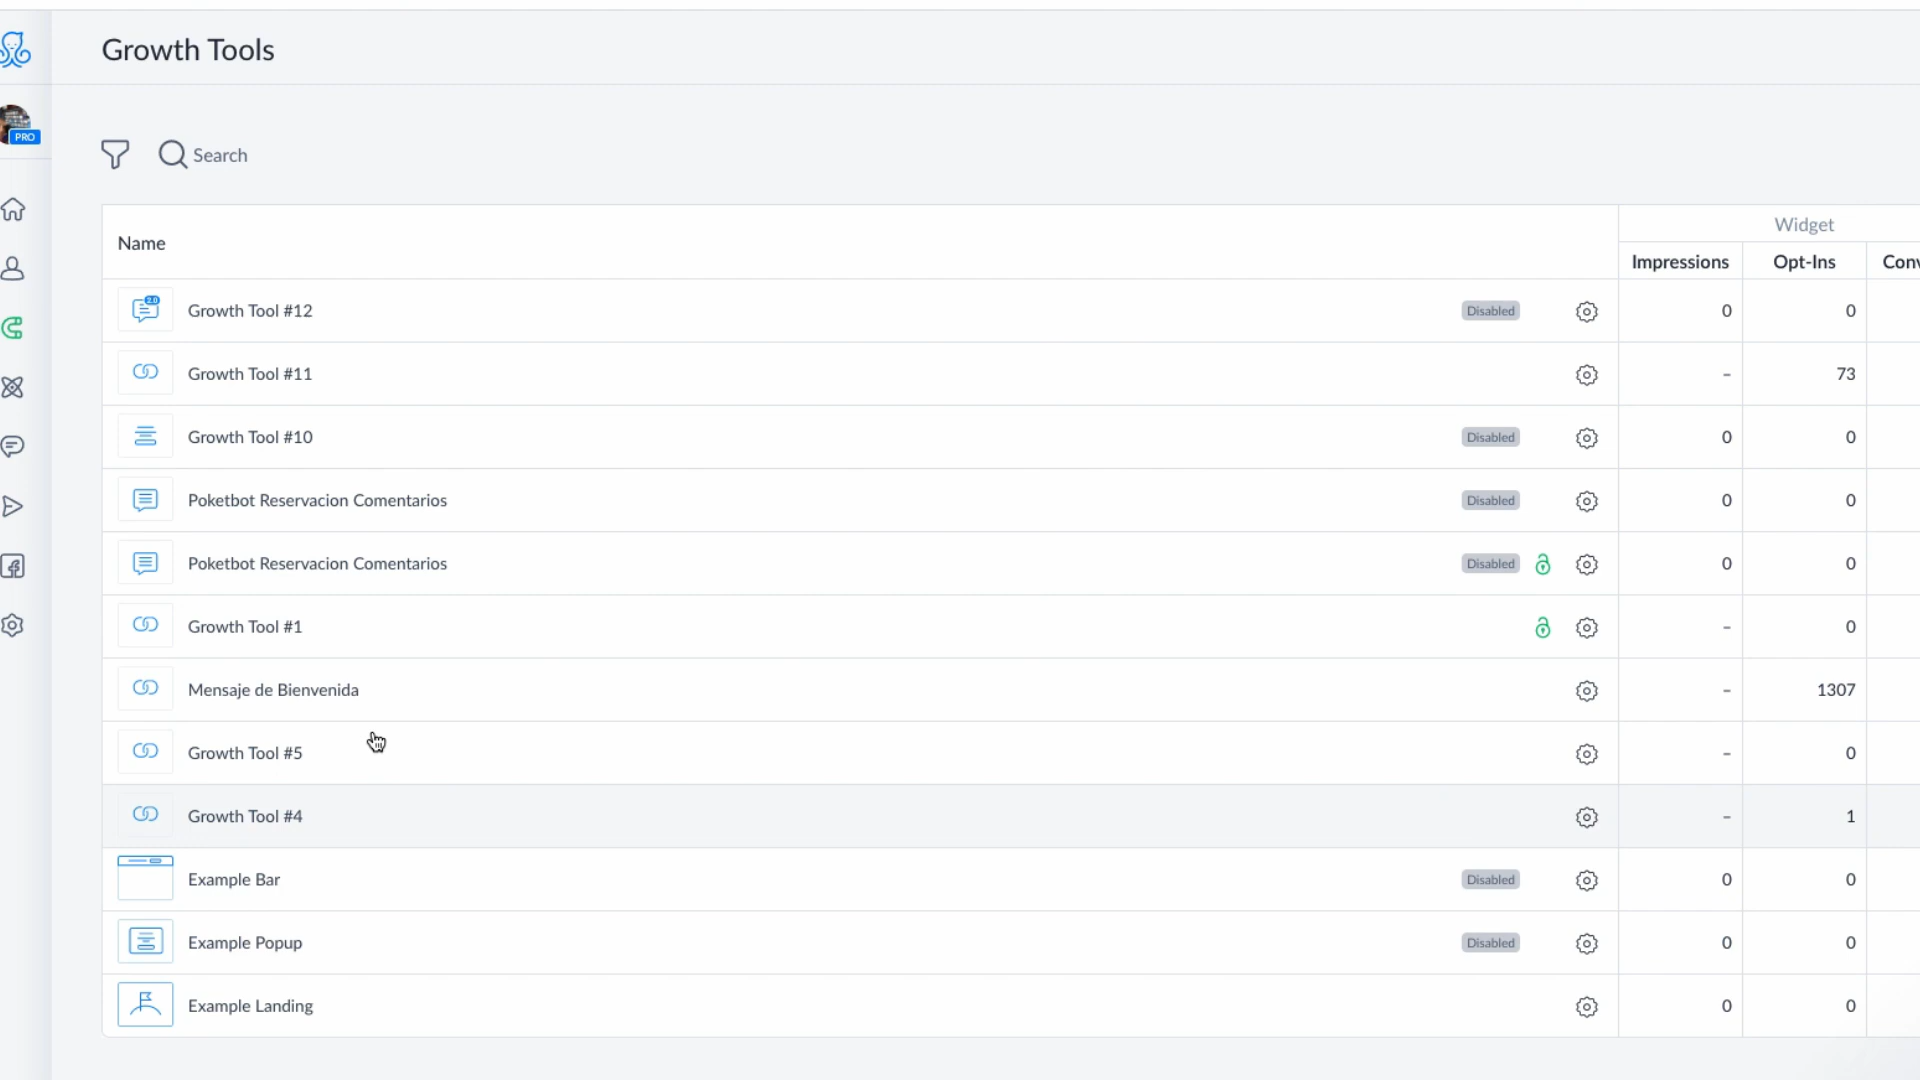 Growth Tools
PRO
Search
Name
Widget
Impressions Opt-Ins Conv
2.0 Growth Tool #12 Disabled 0 0
Growth Tool #11 - 73
Growth Tool #10 Disabled 0 0
Poketbot Reservacion Comentarios Disabled 0 0
Poketbot Reservacion Comentarios Disabled 0 0
Growth Tool #1 - 0
Mensaje de Bienvenida - 1307
Growth Tool #5 - 0
Growth Tool #4 - 1
Example Bar Disabled 0 0
Example Popup Disabled 0 0
Example Landing 0 0